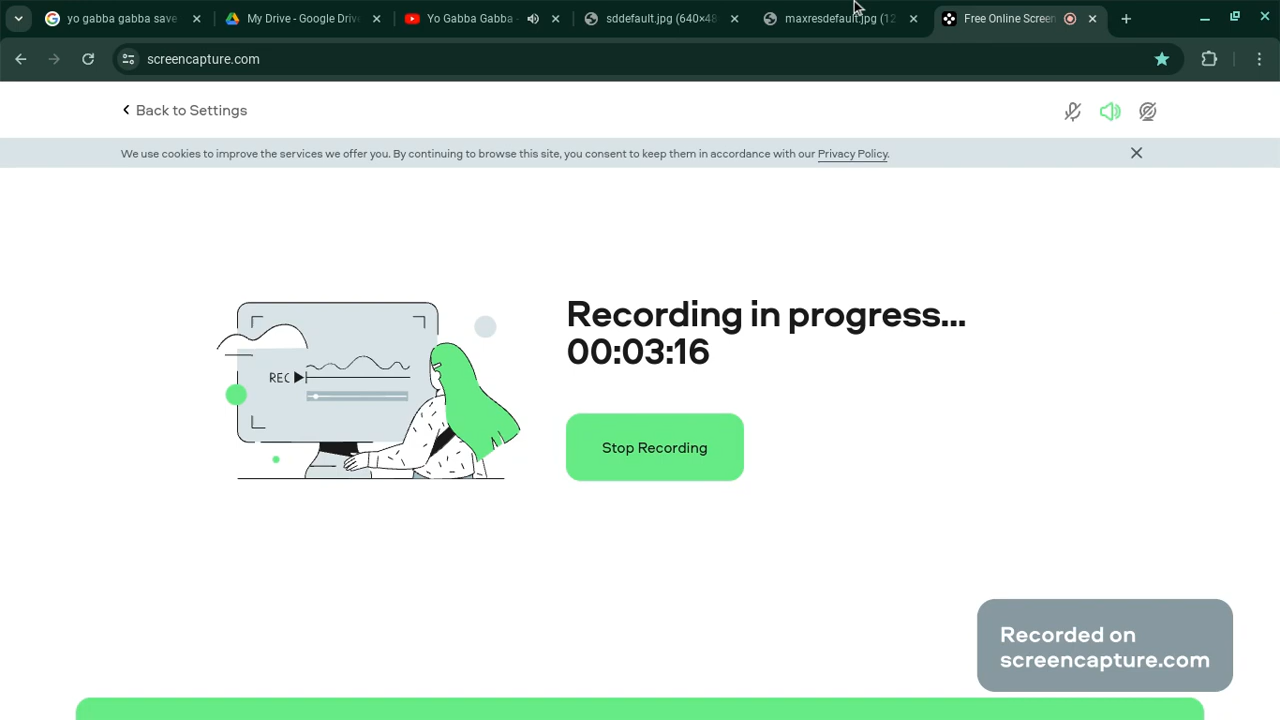 yo gabba gabba save
My Drive - Google Drive
Yo Gabba Gabba -
sddefault.jpg (640×48
maxresdefault.jpg (12
Free Online Screen
screencapture.com
Back to Settings
We use cookies to improve the services we offer you. By continuing to browse this site, you consent to keep them in accordance with our Privacy Policy.
Recording in progress...
00:03:16
REC
Stop Recording
Recorded on
screencapture.com